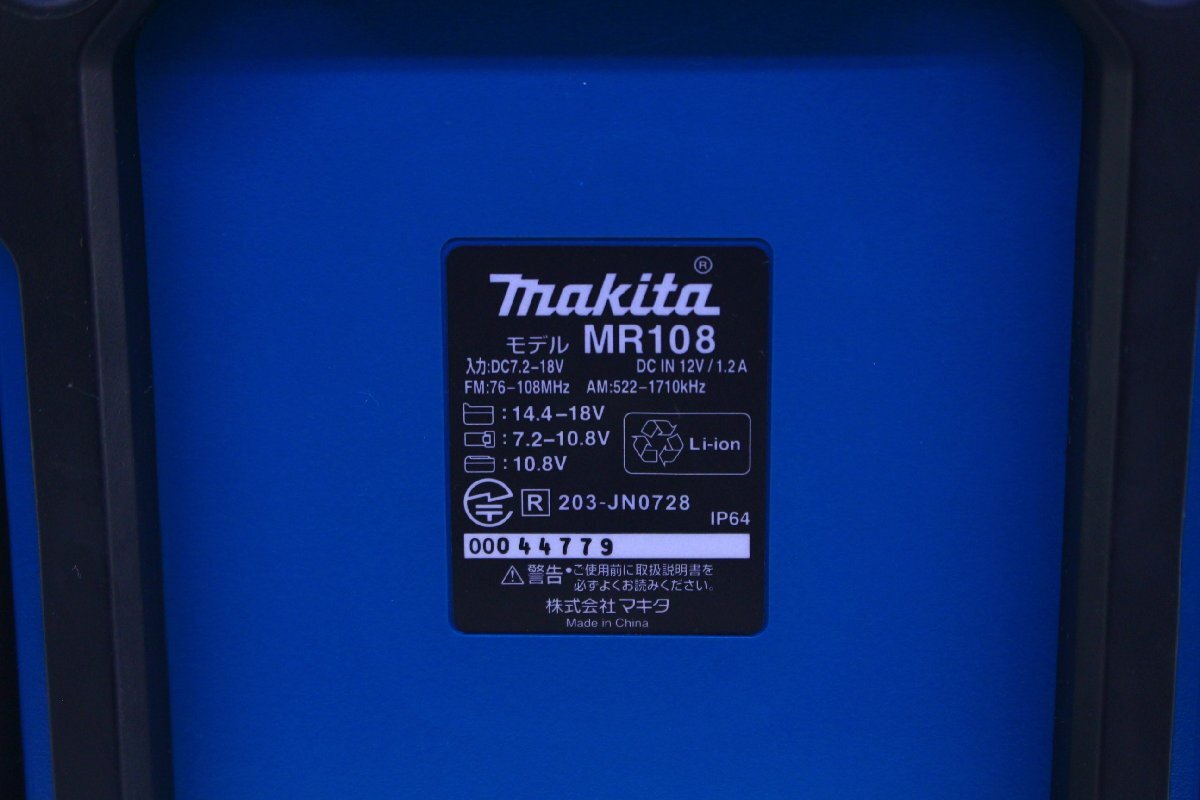 makita®
モデル MR108
入力:DC7.2-18V DC IN 12V/1.2A
FM:76-108MHz AM:522-1710kHz
:14.4-18V
:7.2-10.8V
:10.8V
Li-ion
R 203-JN0728
IP64
00044779
警告・ご使用前に取扱説明書を
必ずよくお読みください。
株式会社 マキタ
Made in China